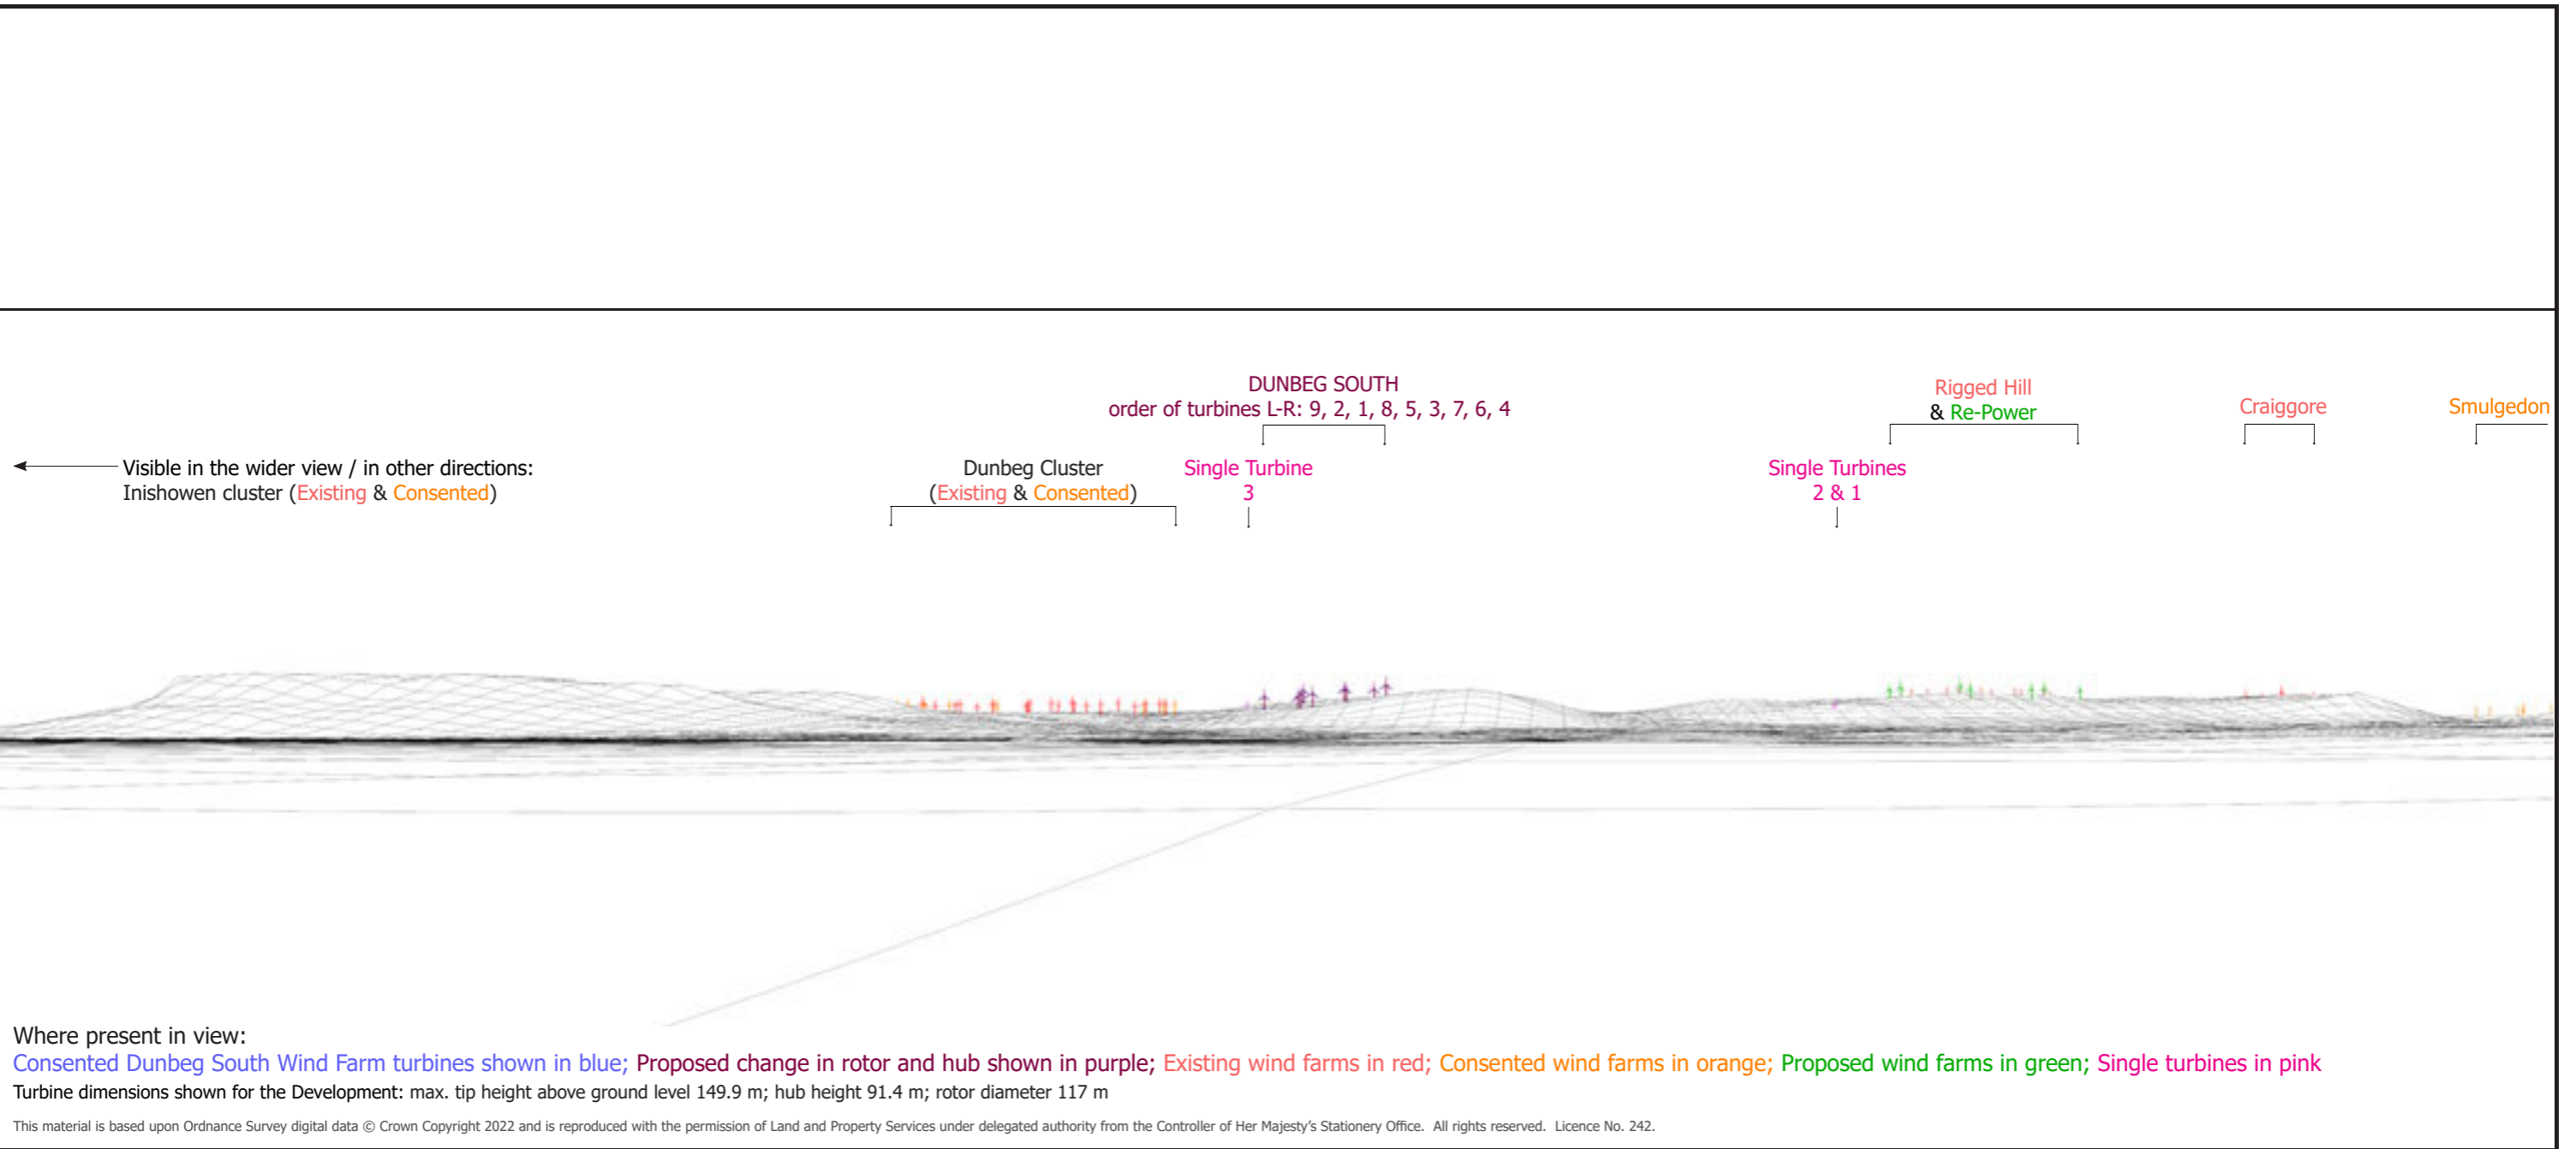 DUNBEG SOUTH
order of turbines L-R: 9, 2, 1, 8, 5, 3, 7, 6, 4
Rigged Hill
& Re-Power
Craiggore
Smulgedon
Visible in the wider view / in other directions:
Inishowen cluster (Existing & Consented)
Dunbeg Cluster
(Existing & Consented)
Single Turbine
3
Single Turbines
2 & 1
Where present in view:
Consented Dunbeg South Wind Farm turbines shown in blue; Proposed change in rotor and hub shown in purple; Existing wind farms in red; Consented wind farms in orange; Proposed wind farms in green; Single turbines in pink
Turbine dimensions shown for the Development: max. tip height above ground level 149.9 m; hub height 91.4 m; rotor diameter 117 m
This material is based upon Ordnance Survey digital data © Crown Copyright 2022 and is reproduced with the permission of Land and Property Services under delegated authority from the Controller of Her Majesty's Stationery Office.  All rights reserved.  Licence No. 242.